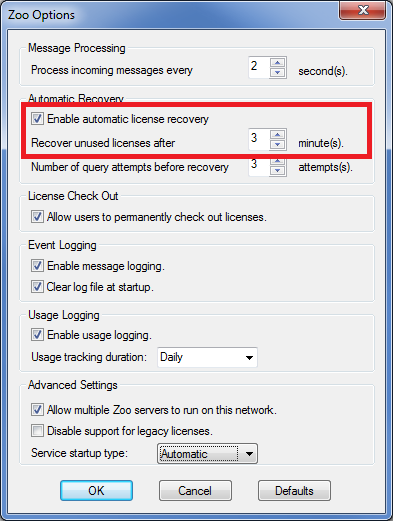 Zoo Options
Message Processing
Process incoming messages every 2 second(s).
Automatic Recovery
Enable automatic license recovery
Recover unused licenses after 3 minute(s).
Number of query attempts before recovery 3 attempts(s).
License Check Out
Allow users to permanently check out licenses.
Event Logging
Enable message logging.
Clear log file at startup.
Usage Logging
Enable usage logging.
Usage tracking duration: Daily
Advanced Settings
Allow multiple Zoo servers to run on this network.
Disable support for legacy licenses.
Service startup type: Automatic
OK Cancel Defaults